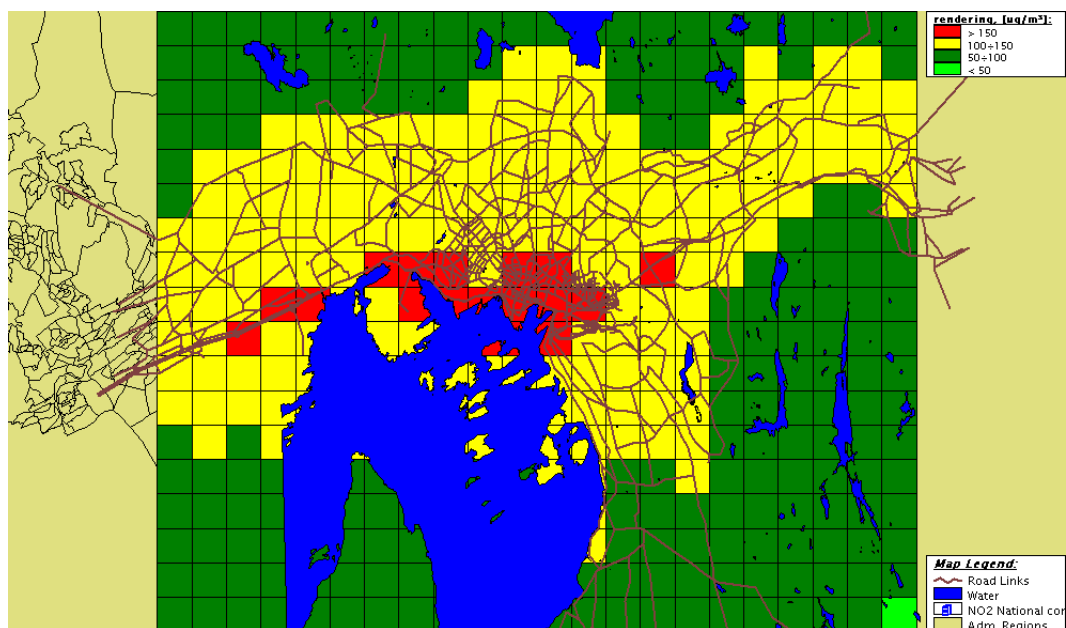 rendering, [ug/m³]:
> 150
100÷150
50÷100
< 50
Map Legend:
Road Links
Water
NO2 National cor
Adm. Regions